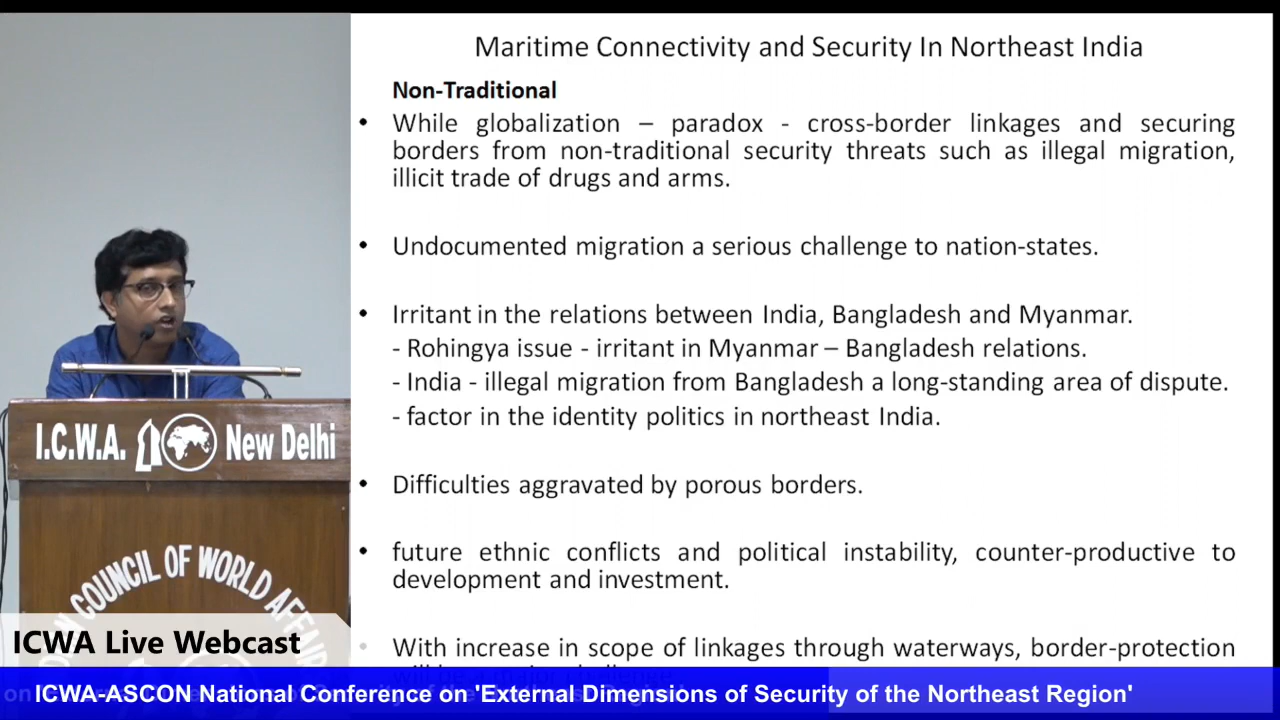 Maritime Connectivity and Security In Northeast India
Non-Traditional
• While globalization – paradox - cross-border linkages and securing
borders from non-traditional security threats such as illegal migration,
illicit trade of drugs and arms.
• Undocumented migration a serious challenge to nation-states.
• Irritant in the relations between India, Bangladesh and Myanmar.
- Rohingya issue - irritant in Myanmar – Bangladesh relations.
- India - illegal migration from Bangladesh a long-standing area of dispute.
- factor in the identity politics in northeast India.
• Difficulties aggravated by porous borders.
• future ethnic conflicts and political instability, counter-productive to
development and investment.
• With increase in scope of linkages through waterways, border-protection
I.C.W.A. New Delhi
COUNCIL OF WORLD
ICWA Live Webcast
ICWA-ASCON National Conferencce on 'External Dimensions of Security of the Northeast Region'